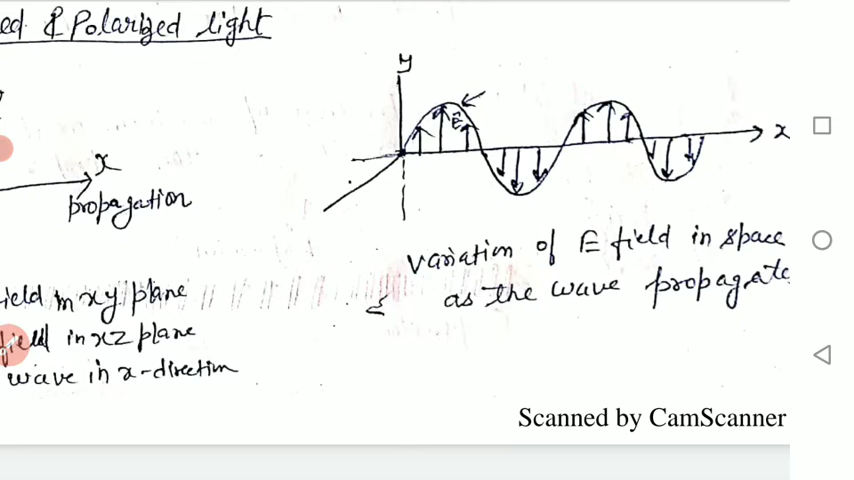 ed & Polarized light
y
E
x
x
propagation
variation of E field in space
as the wave propagate
ield in xy plane
field in xz plane
wave in x-direction
Scanned by CamScanner